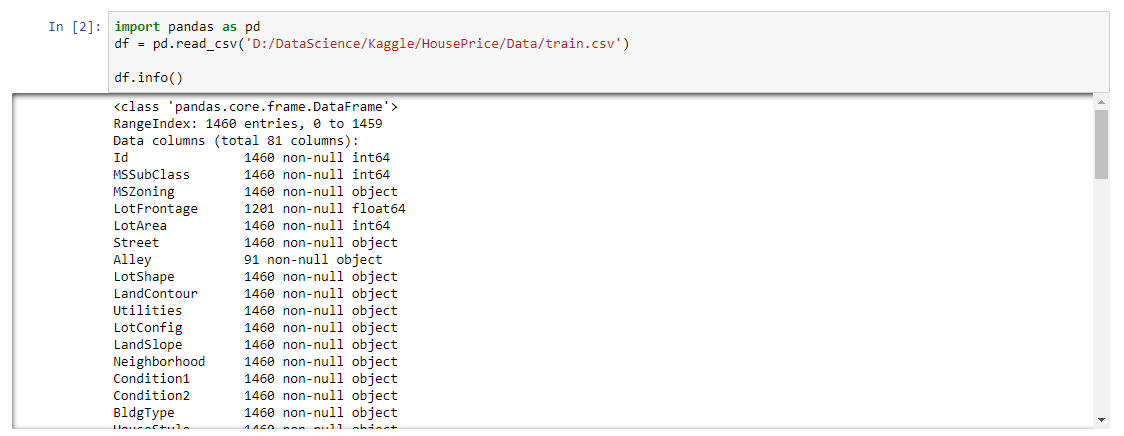 In [2]: import pandas as pd
df = pd.read_csv('D:/DataScience/Kaggle/HousePrice/Data/train.csv')
df.info()
<class 'pandas.core.frame.DataFrame'>
RangeIndex: 1460 entries, 0 to 1459
Data columns (total 81 columns):
Id 1460 non-null int64
MSSubClass 1460 non-null int64
MSZoning 1460 non-null object
LotFrontage 1201 non-null float64
LotArea 1460 non-null int64
Street 1460 non-null object
Alley 91 non-null object
LotShape 1460 non-null object
LandContour 1460 non-null object
Utilities 1460 non-null object
LotConfig 1460 non-null object
LandSlope 1460 non-null object
Neighborhood 1460 non-null object
Condition1 1460 non-null object
Condition2 1460 non-null object
BldgType 1460 non-null object
HouseStyle 1460 non-null object